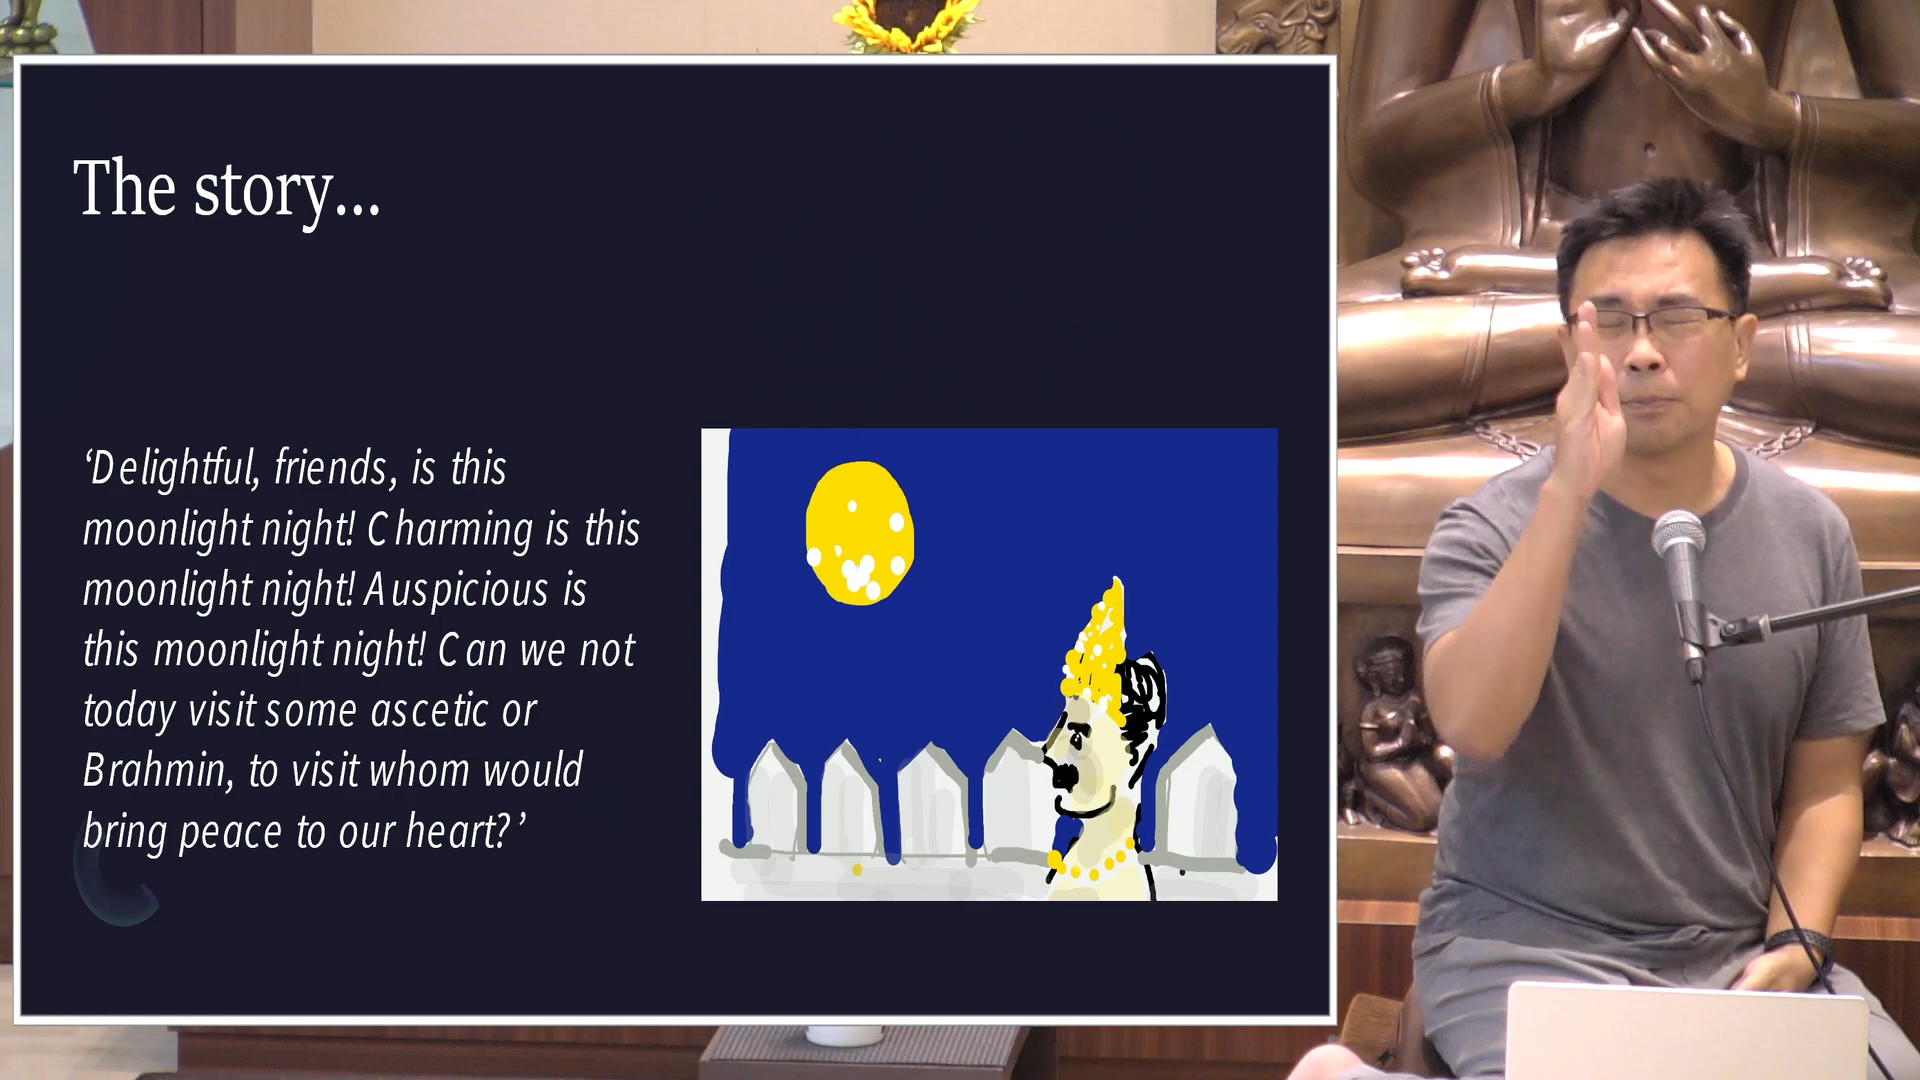 The story...
‘Delightful, friends, is this
moonlight night! Charming is this
moonlight night! Auspicious is
this moonlight night! Can we not
today visit some ascetic or
Brahmin, to visit whom would
bring peace to our heart?’